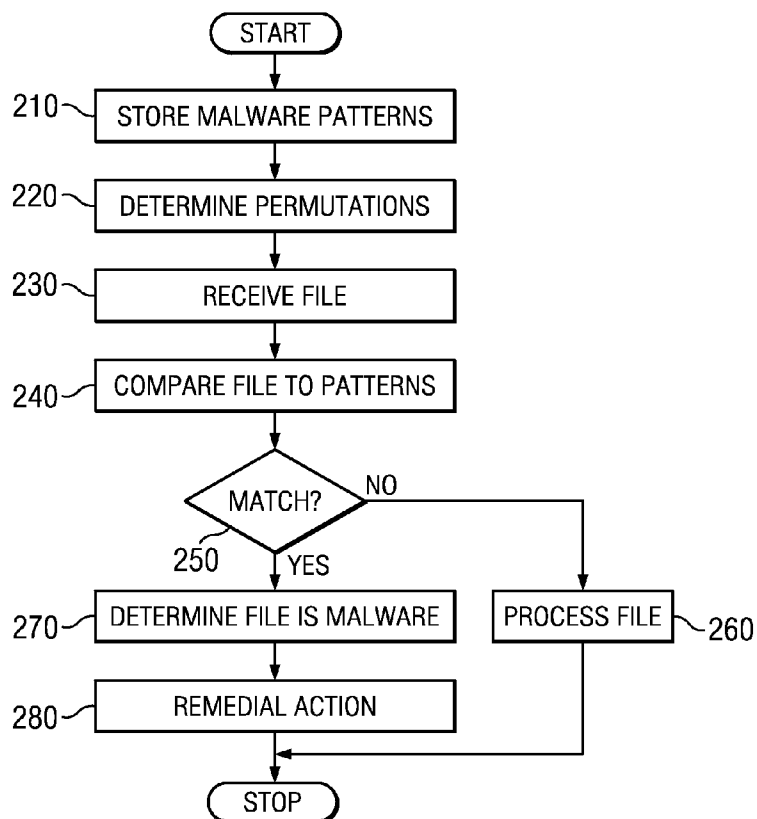 START
210
STORE MALWARE PATTERNS
220
DETERMINE PERMUTATIONS
230
RECEIVE FILE
240
COMPARE FILE TO PATTERNS
MATCH?
NO
250
YES
270
DETERMINE FILE IS MALWARE
PROCESS FILE
260
280
REMEDIAL ACTION
STOP